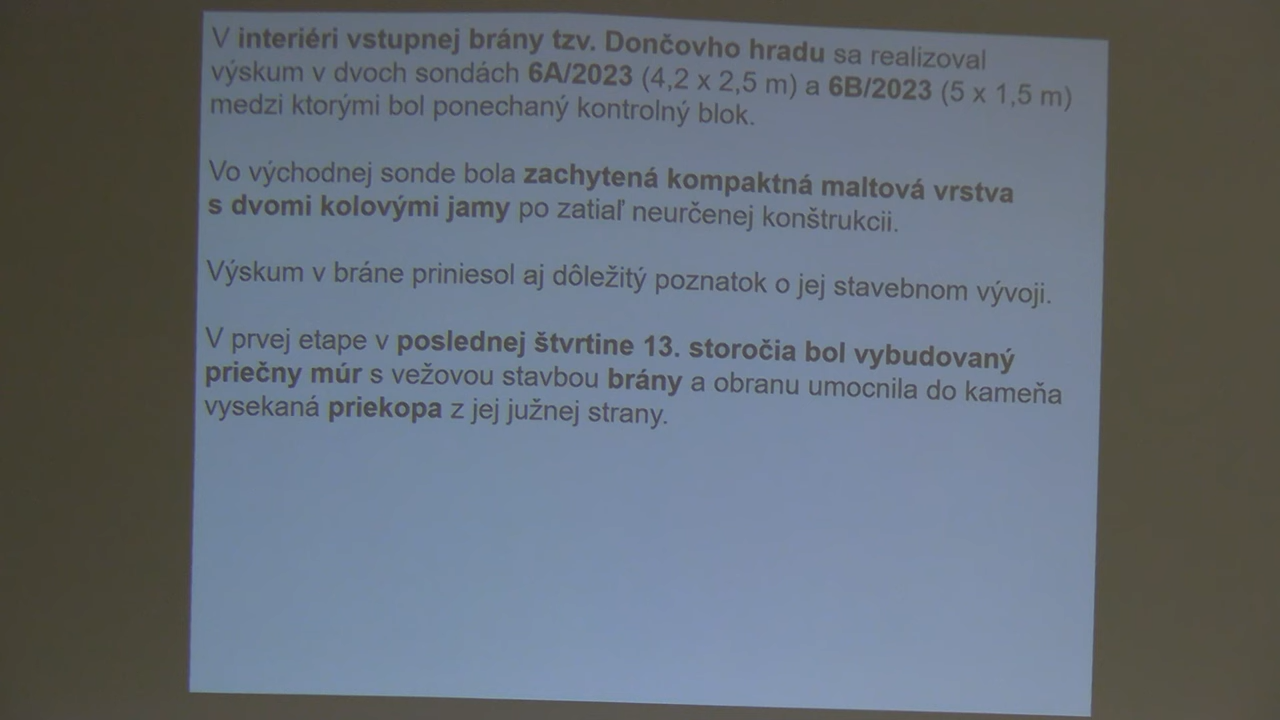 V interiéri vstupnej brány tzv. Dončovho hradu sa realizoval
výskum v dvoch sondách 6A/2023 (4,2 x 2,5 m) a 6B/2023 (5 x 1,5 m)
medzi ktorými bol ponechaný kontrolný blok.
Vo východnej sonde bola zachytená kompaktná maltová vrstva
s dvomi kolovými jamy po zatiaľ neurčenej konštrukcii.
Výskum v bráne priniesol aj dôležitý poznatok o jej stavebnom vývoji.
V prvej etape v poslednej štvrtine 13. storočia bol vybudovaný
priečny múr s vežovou stavbou brány a obranu umocnila do kameňa
vysekaná priekopa z jej južnej strany.